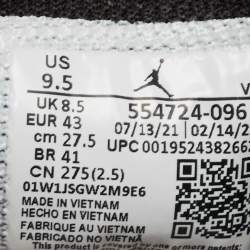 US
9.5
V
UK 8.5
EUR 43
cm 27.5
BR 41
CN 275(2.5)
554724-096
07/13/21 02/14/2
UPC 00019524382662
01W1JSGW2M9E6
MADE IN VIETNAM
HECHO EN VIETNAM
FABRIQUE AU VIETNAM
FABRICADO NO VIETN